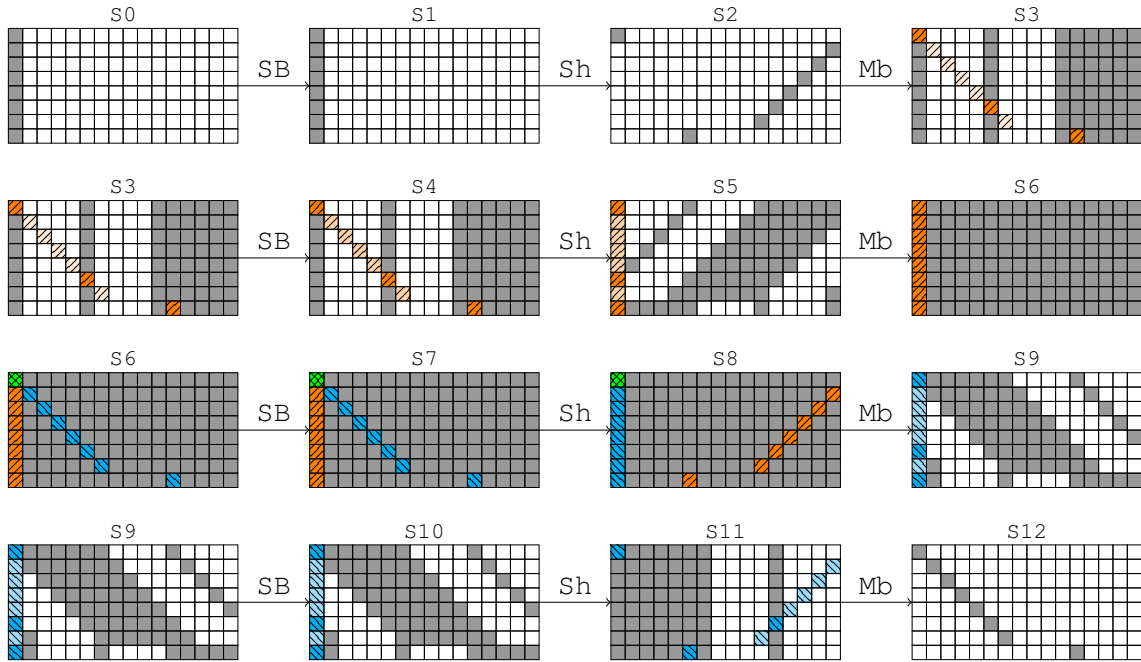 S0 S1 S2 S3
SB Sh Mb
S3 S4 S5 S6
SB Sh Mb
S6 S7 S8 S9
SB Sh Mb
S9 S10 S11 S12
SB Sh Mb